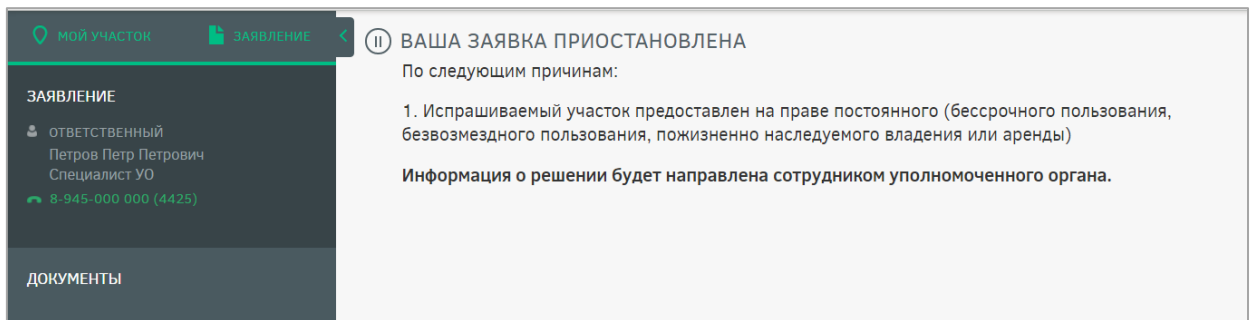 МОЙ УЧАСТОК
ЗАЯВЛЕНИЕ
ЗАЯВЛЕНИЕ
ОТВЕТСТВЕННЫЙ
Петров Петр Петрович
Специалист УО
8-945-000 000 (4425)
ДОКУМЕНТЫ
ВАША ЗАЯВКА ПРИОСТАНОВЛЕНА
По следующим причинам:
1. Испрашиваемый участок предоставлен на праве постоянного (бессрочного пользования,
безвозмездного пользования, пожизненно наследуемого владения или аренды)
Информация о решении будет направлена сотрудником уполномоченного органа.